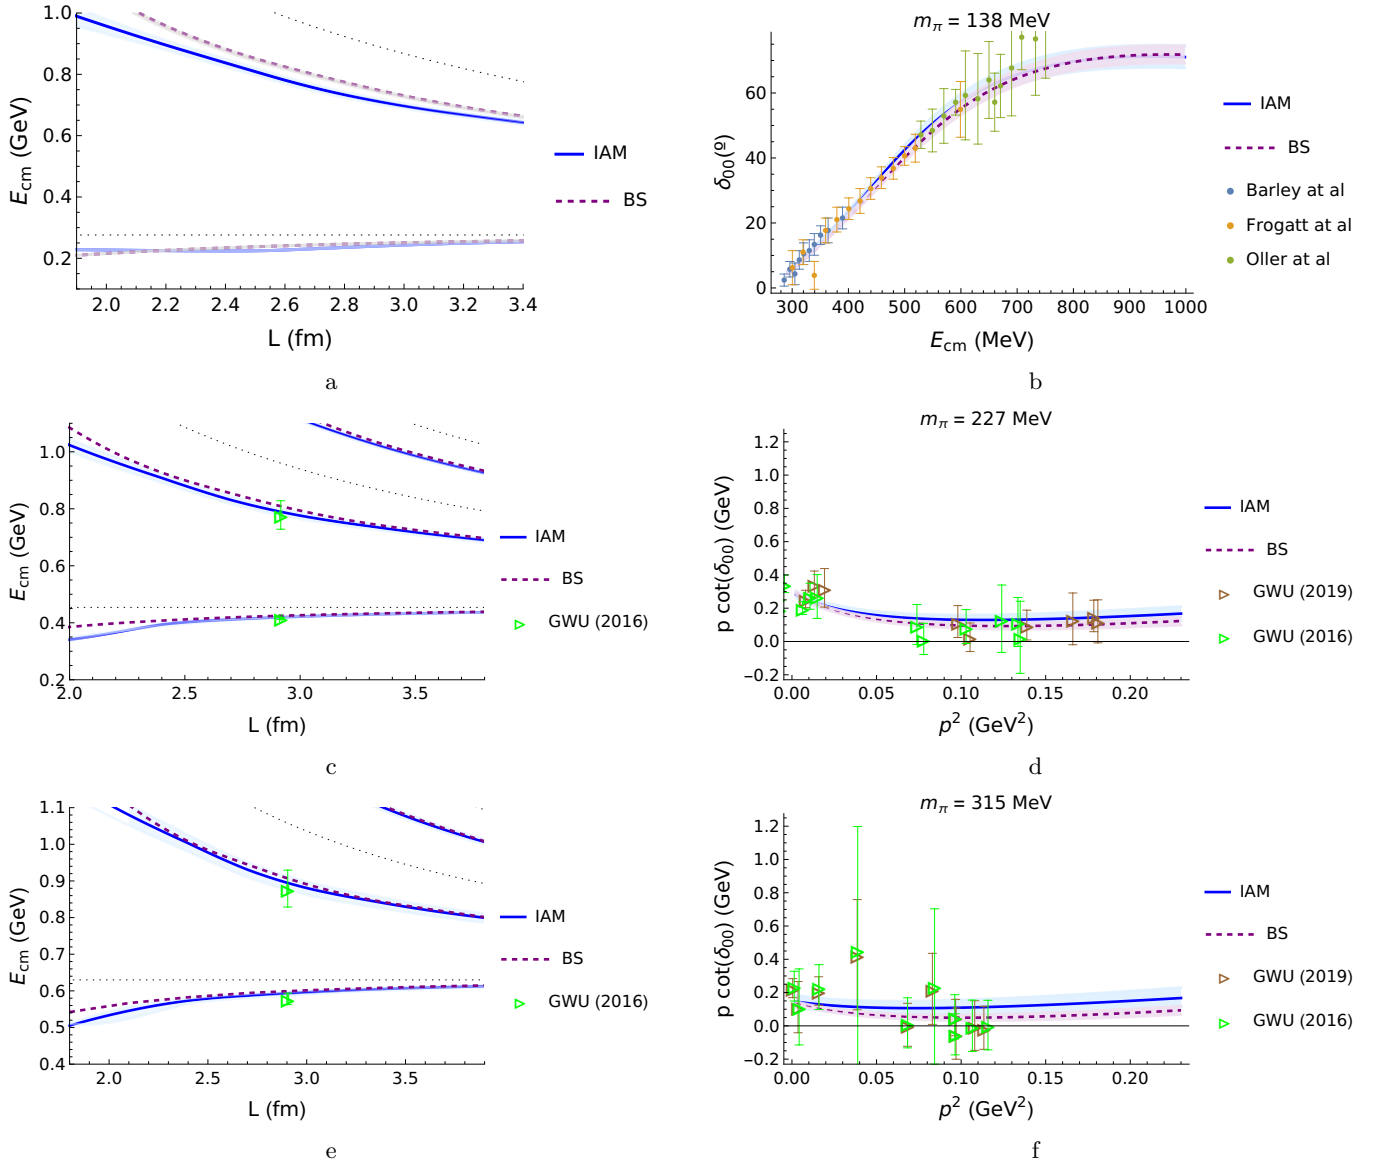 1.0
0.8
0.6
0.4
0.2
E_cm (GeV)
2.0 2.2 2.4 2.6 2.8 3.0 3.2 3.4
L (fm)
IAM
BS
a
m_π = 138 MeV
60
40
20
0
δ_00(º)
300 400 500 600 700 800 900 1000
E_cm (MeV)
IAM
BS
Barley at al
Frogatt at al
Oller at al
b
1.0
0.8
0.6
0.4
0.2
E_cm (GeV)
2.0 2.5 3.0 3.5
L (fm)
IAM
BS
GWU (2016)
c
m_π = 227 MeV
1.2
1.0
0.8
0.6
0.4
0.2
0.0
−0.2
p cot(δ_00) (GeV)
0.00 0.05 0.10 0.15 0.20
p² (GeV²)
IAM
BS
GWU (2019)
GWU (2016)
d
1.1
1.0
0.9
0.8
0.7
0.6
0.5
0.4
E_cm (GeV)
2.0 2.5 3.0 3.5
L (fm)
IAM
BS
GWU (2016)
e
m_π = 315 MeV
1.2
1.0
0.8
0.6
0.4
0.2
0.0
−0.2
p cot(δ_00) (GeV)
0.00 0.05 0.10 0.15 0.20
p² (GeV²)
IAM
BS
GWU (2019)
GWU (2016)
f